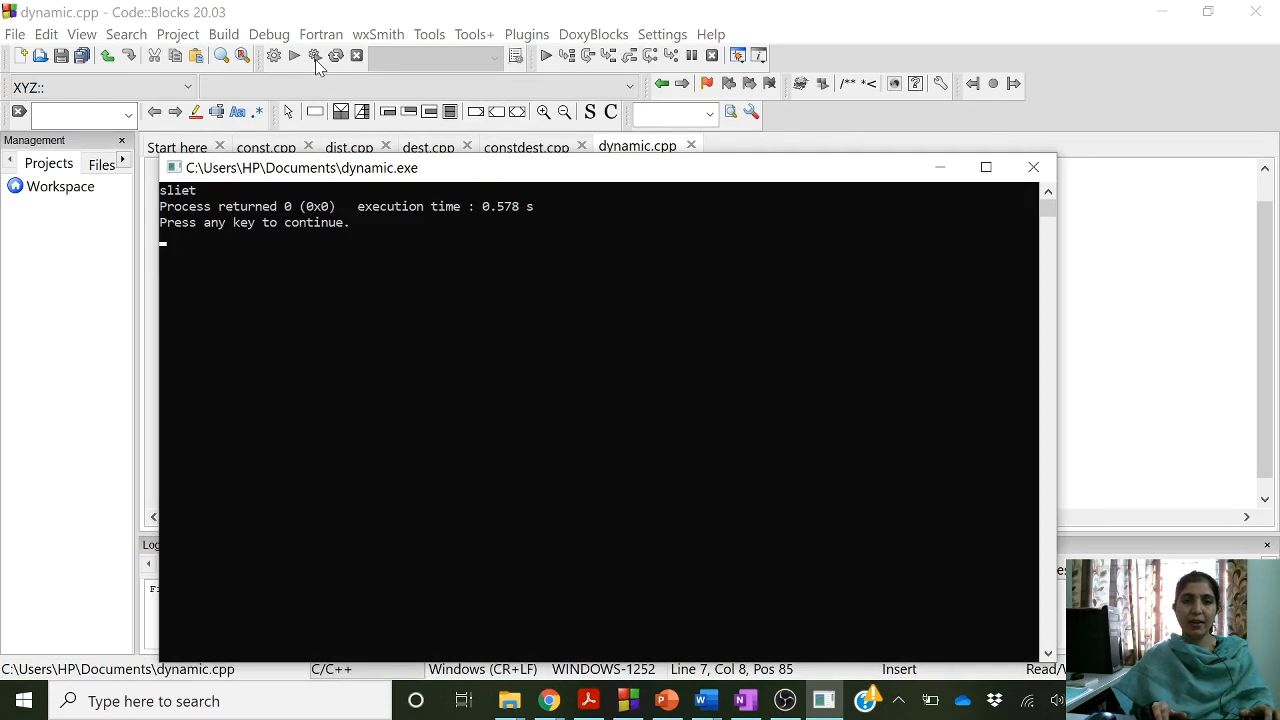 dynamic.cpp - Code::Blocks 20.03
File Edit View Search Project Build Debug Fortran wxSmith Tools Tools+ Plugins DoxyBlocks Settings Help
XYZ::
/** *<
Aa .* S C
Management
Start here const.cpp dist.cpp dest.cpp constdest.cpp dynamic.cpp
Projects Files
Workspace
C:\Users\HP\Documents\dynamic.exe
sliet
Process returned 0 (0x0) execution time : 0.578 s
Press any key to continue.
C:\Users\HP\Documents\dynamic.cpp C/C++ Windows (CR+LF) WINDOWS-1252 Line 7, Col 8, Pos 85 Insert
Type here to search